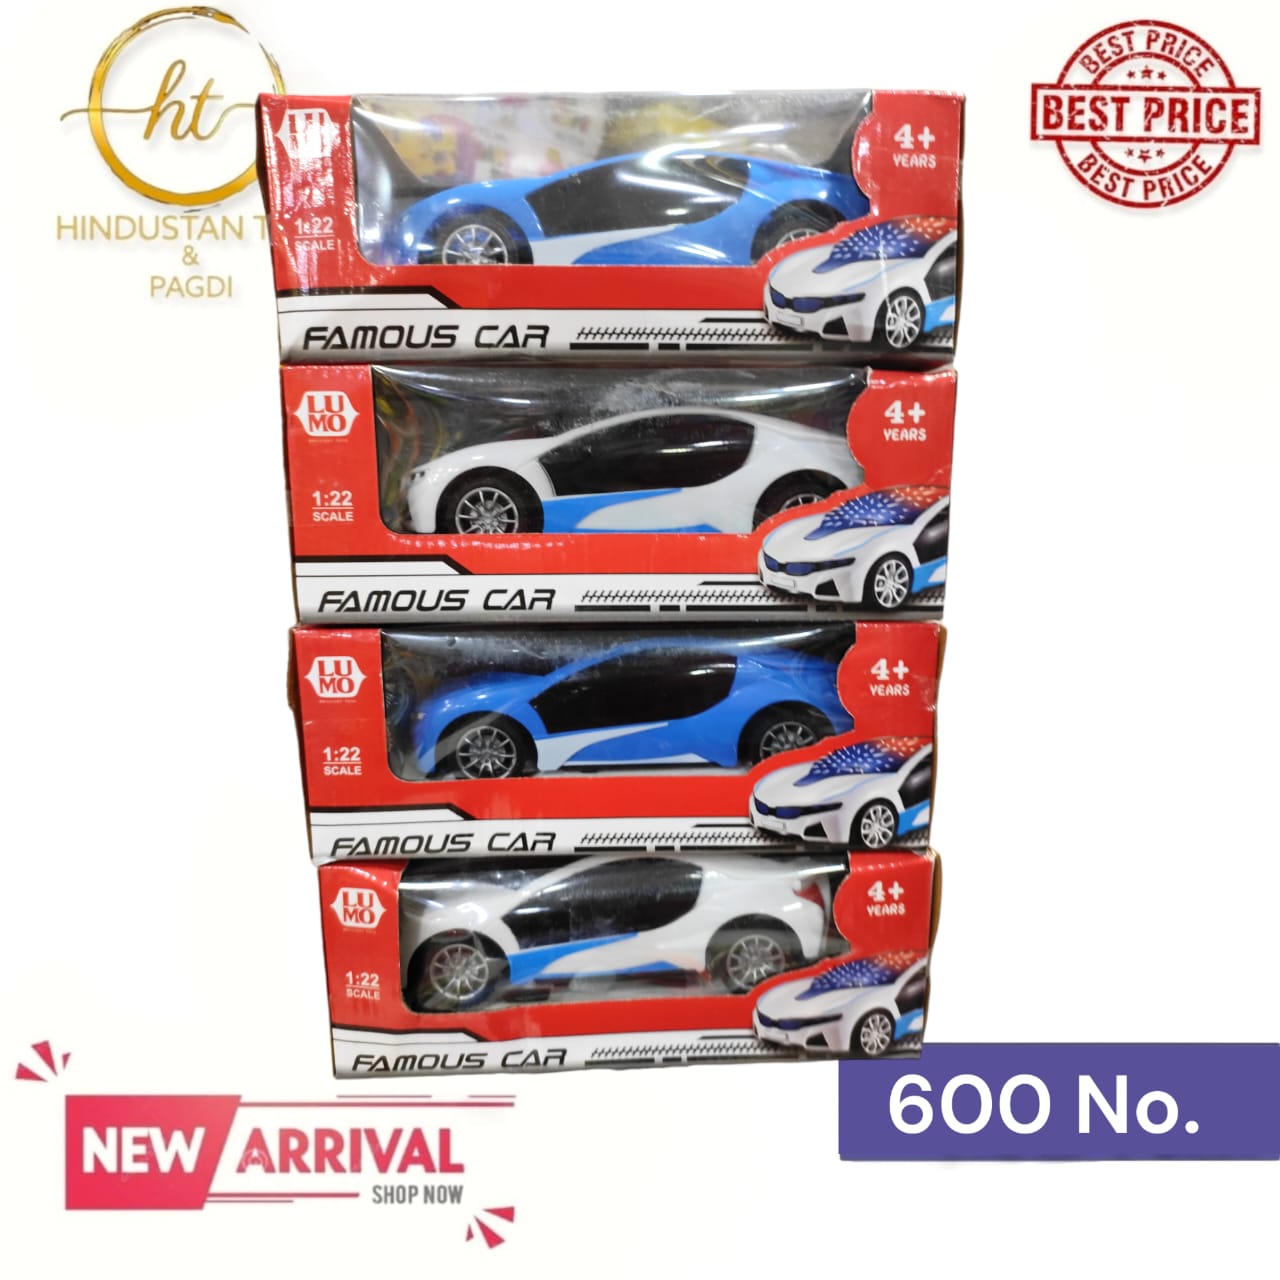 ht
HINDUSTAN T
&
PAGDI
BEST PRICE
BEST PRICE
BEST PRICE
LU
MO
1:22
SCALE
4+
YEARS
FAMOUS CAR
LU
MO
1:22
SCALE
4+
YEARS
FAMOUS CAR
LU
MO
1:22
SCALE
4+
YEARS
FAMOUS CAR
LU
MO
1:22
SCALE
4+
YEARS
FAMOUS CAR
NEW ARRIVAL
SHOP NOW
600 No.